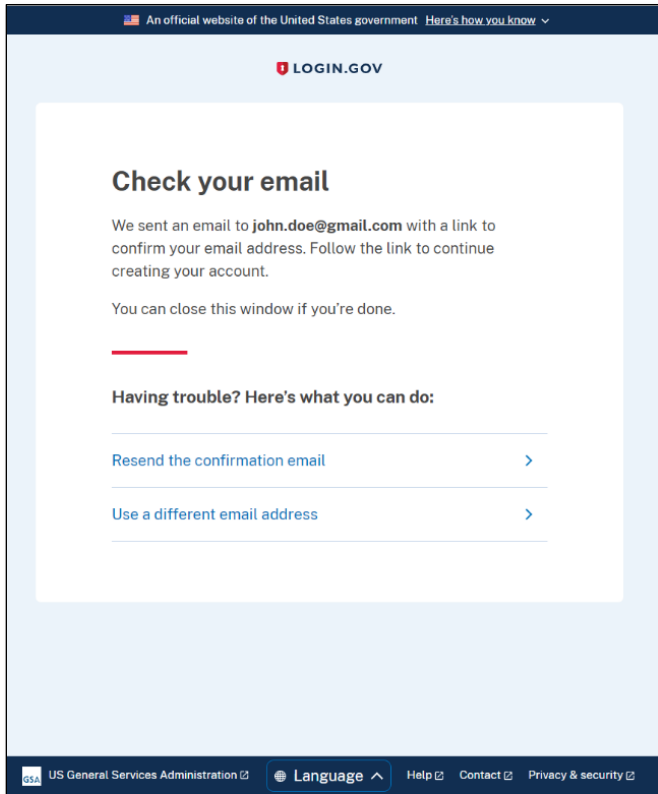 An official website of the United States government Here's how you know
LOGIN.GOV
Check your email
We sent an email to john.doe@gmail.com with a link to
confirm your email address. Follow the link to continue
creating your account.
You can close this window if you’re done.
Having trouble? Here’s what you can do:
Resend the confirmation email
Use a different email address
GSA US General Services Administration Language Help Contact Privacy & security